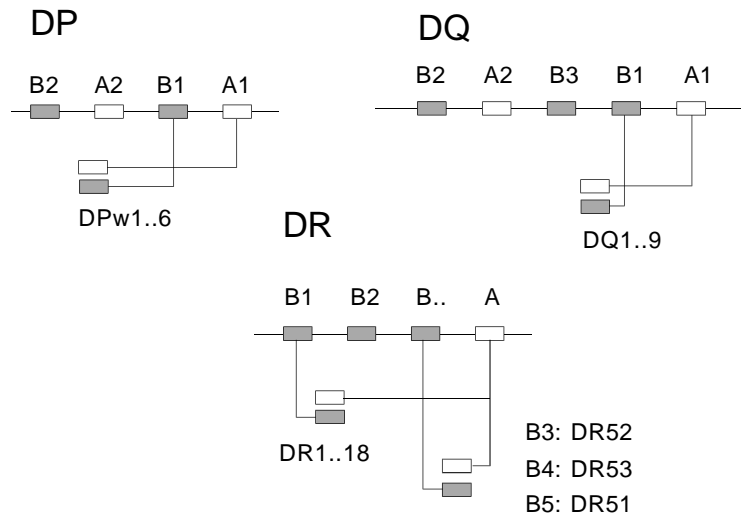 DP
B2 A2 B1 A1
DPw1..6
DQ
B2 A2 B3 B1 A1
DQ1..9
DR
B1 B2 B.. A
DR1..18
B3: DR52
B4: DR53
B5: DR51